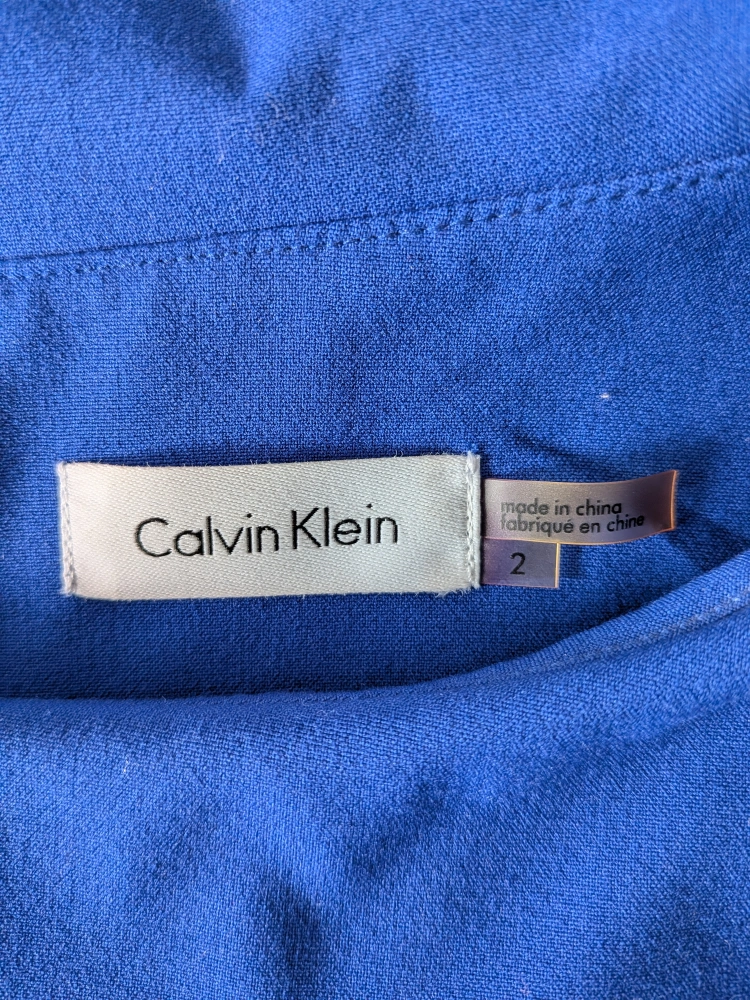 Calvin Klein
made in china
fabriqué en chine
2